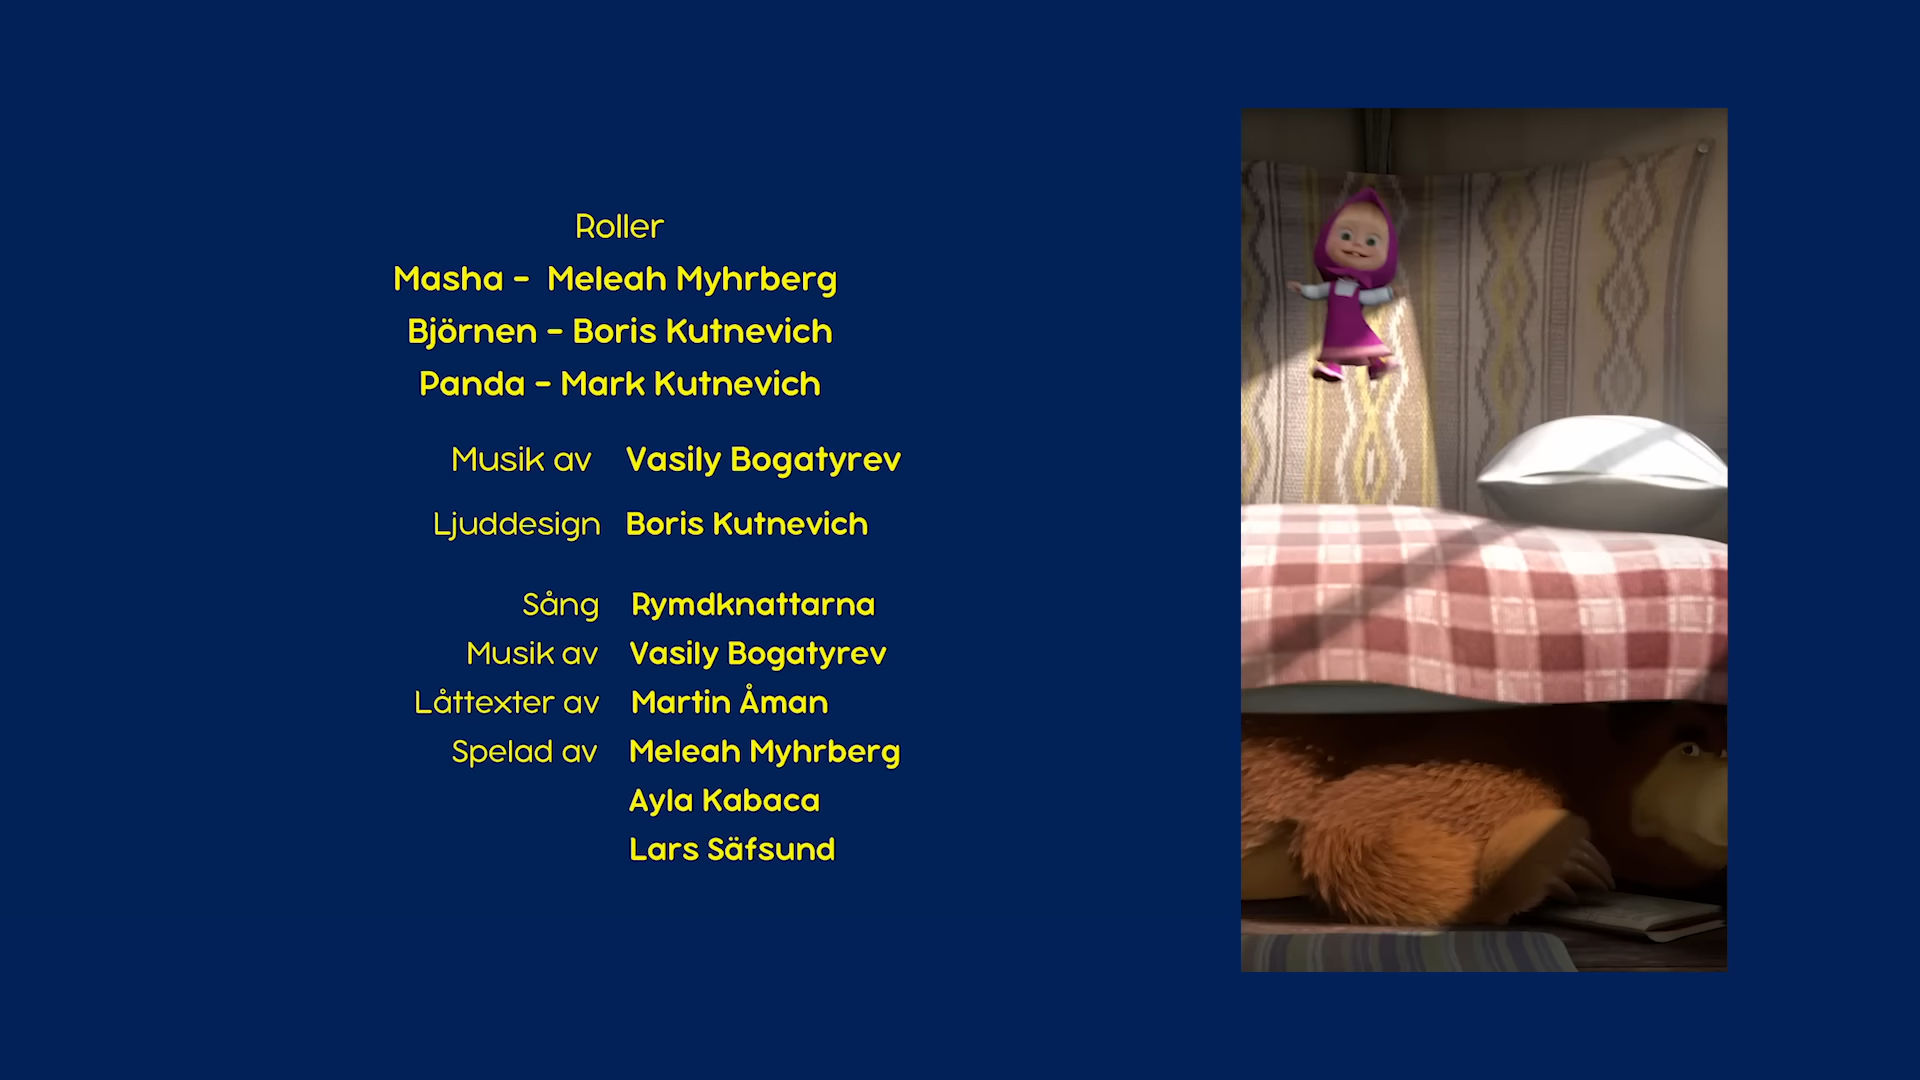 Roller
Masha - Meleah Myhrberg
Björnen - Boris Kutnevich
Panda - Mark Kutnevich
Musik av Vasily Bogatyrev
Ljuddesign Boris Kutnevich
Sång Rymdknattarna
Musik av Vasily Bogatyrev
Låttexter av Martin Åman
Spelad av Meleah Myhrberg
Ayla Kabaca
Lars Säfsund